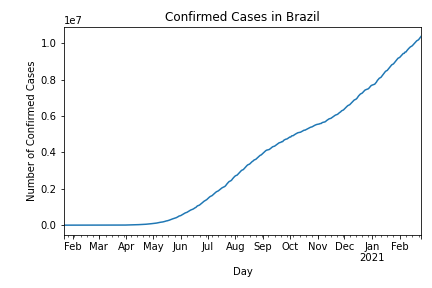 Confirmed Cases in Brazil
1e7
1.0
0.8
0.6
0.4
0.2
0.0
Number of Confirmed Cases
Feb Mar Apr May Jun Jul Aug Sep Oct Nov Dec Jan Feb
2021
Day